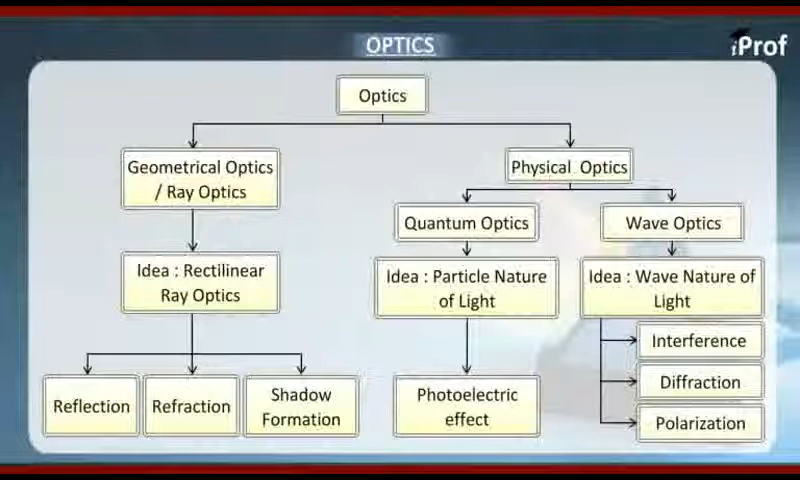 OPTICS
iProf
Optics
Geometrical Optics
/ Ray Optics
Physical Optics
Quantum Optics
Wave Optics
Idea : Rectilinear
Ray Optics
Idea : Particle Nature
of Light
Idea : Wave Nature of
Light
Interference
Diffraction
Polarization
Reflection
Refraction
Shadow
Formation
Photoelectric
effect